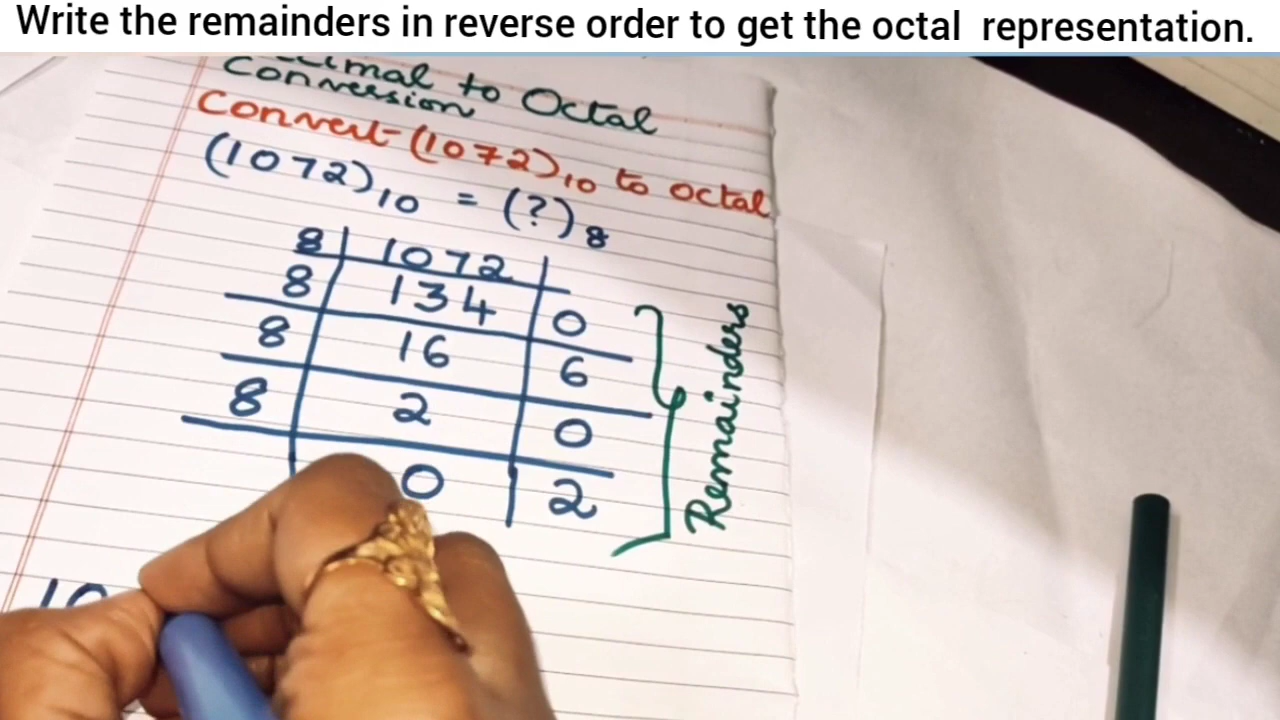 Write the remainders in reverse order to get the octal representation.
to Octal
Conversion
Convert (1072)10 to octal
(1072)10 = (?)8
8 1072
8 134 0
8 16 6
8 2 0
0 2
Remainders
10